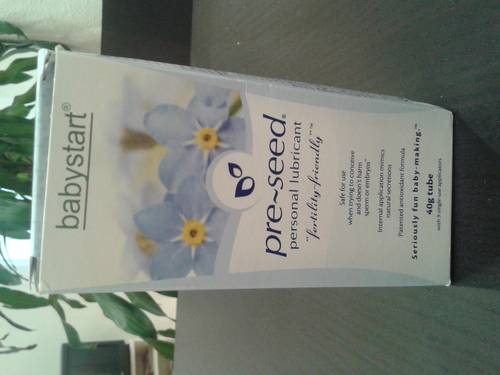 babystart®
pre~seed®
personal lubricant
"fertility-friendly"™
Safe for use
when trying to conceive
and doesn't harm
sperm or embryos
Internal application mimics
natural secretions
Patented antioxidant formula
Seriously fun baby-making.™
40g tube
with 9 single-use applicators